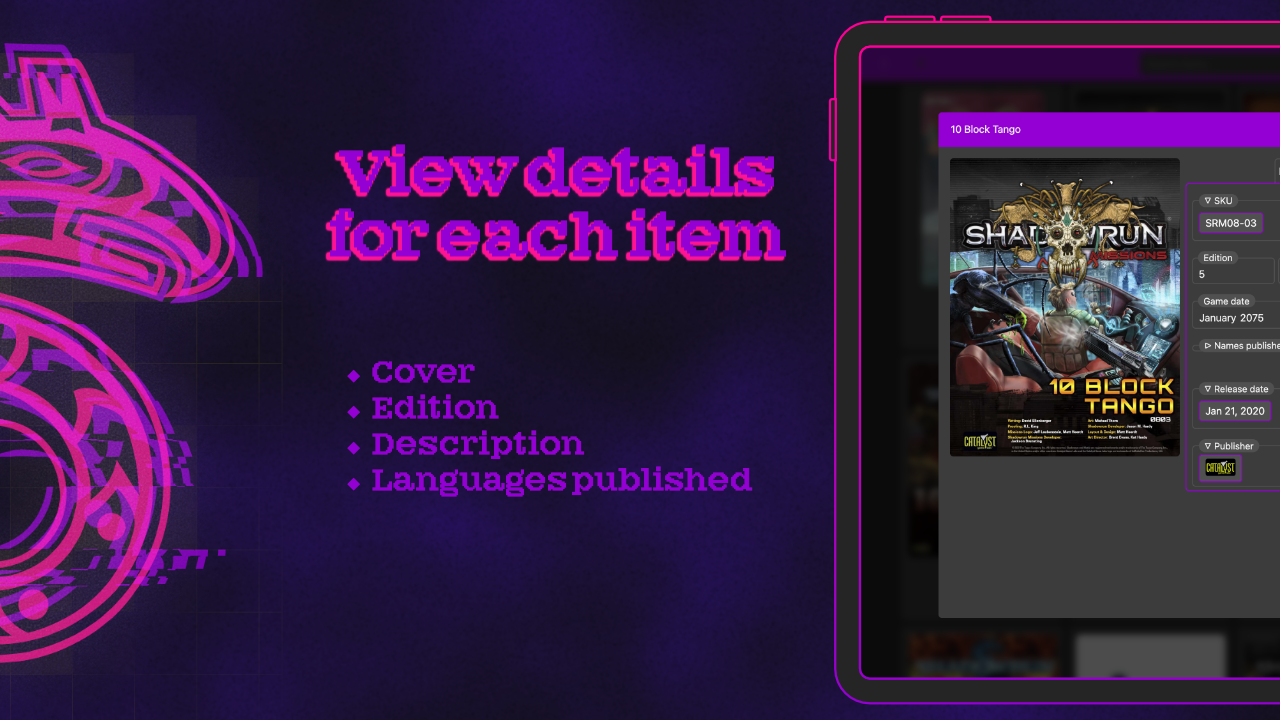 View details
for each item
Cover
Edition
Description
Languages published
10 Block Tango
SHADOWRUN
MISSIONS
10 BLOCK
TANGO
0803
CATALYST
▽ SKU
SRM08-03
Edition
5
Game date
January 2075
▷ Names publishe
▽ Release date
Jan 21, 2020
▽ Publisher
CATALYST